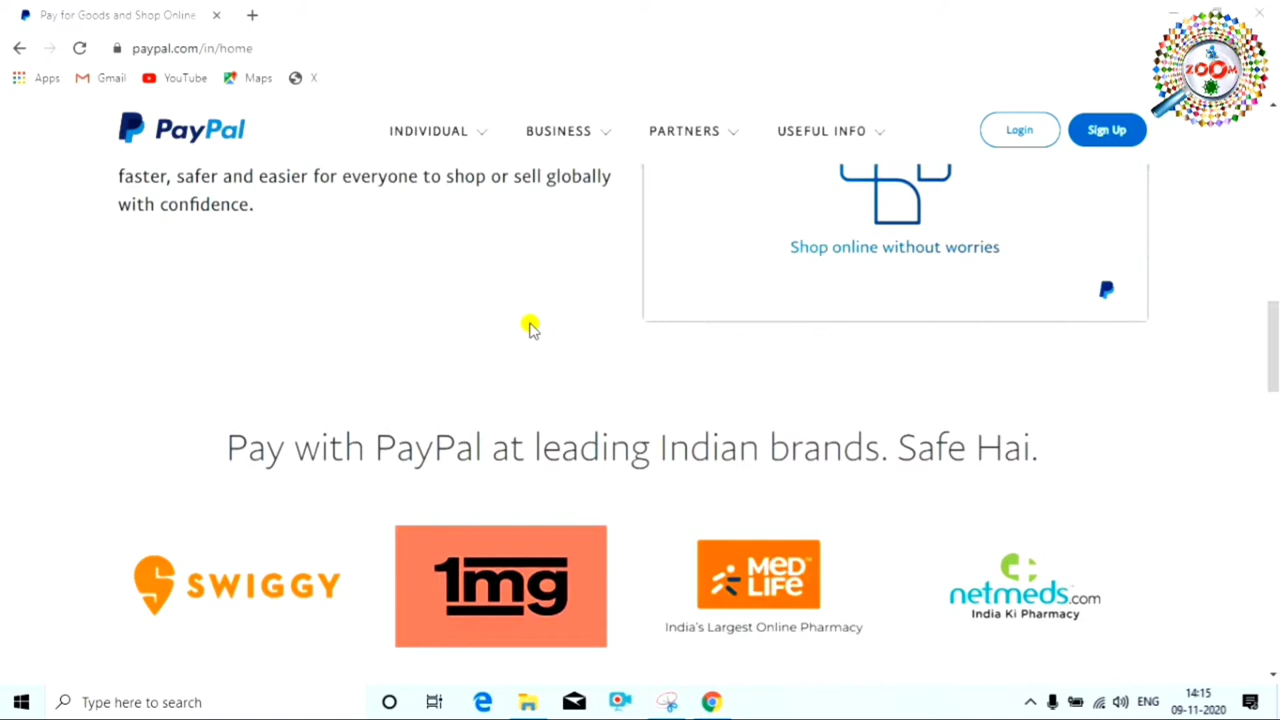 Pay for Goods and Shop Online
paypal.com/in/home
Apps Gmail YouTube Maps X
ZOOM
PayPal INDIVIDUAL BUSINESS PARTNERS USEFUL INFO Login Sign Up
faster, safer and easier for everyone to shop or sell globally
with confidence.
Shop online without worries
Pay with PayPal at leading Indian brands. Safe Hai.
SWIGGY
1mg
MED
LIFE™
India's Largest Online Pharmacy
netmeds.com
India Ki Pharmacy
Type here to search
ENG
14:15
09-11-2020